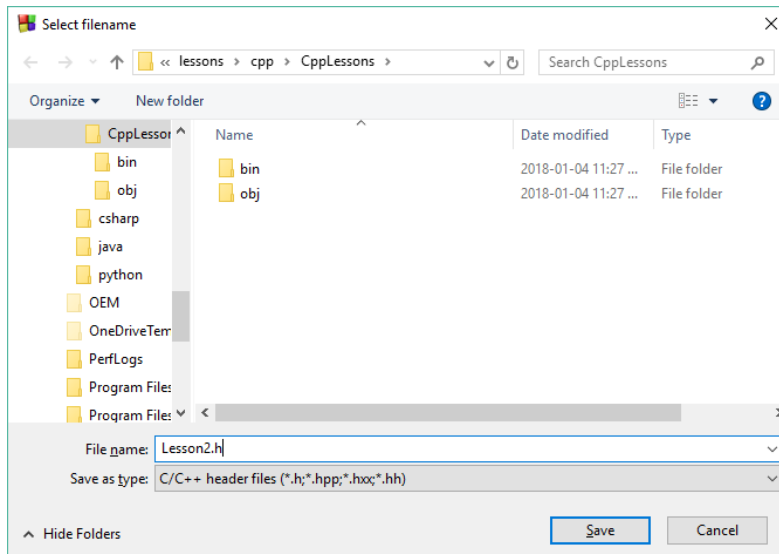 Select filename
« lessons › cpp › CppLessons ›
Search CppLessons
Organize
New folder
Name
Date modified
Type
CppLessor
bin
obj
csharp
java
python
OEM
OneDriveTem
PerfLogs
Program Files
Program Files
bin
2018-01-04 11:27 ...
File folder
obj
2018-01-04 11:27 ...
File folder
File name:
Lesson2.h
Save as type:
C/C++ header files (*.h;*.hpp;*.hxx;*.hh)
Hide Folders
Save
Cancel